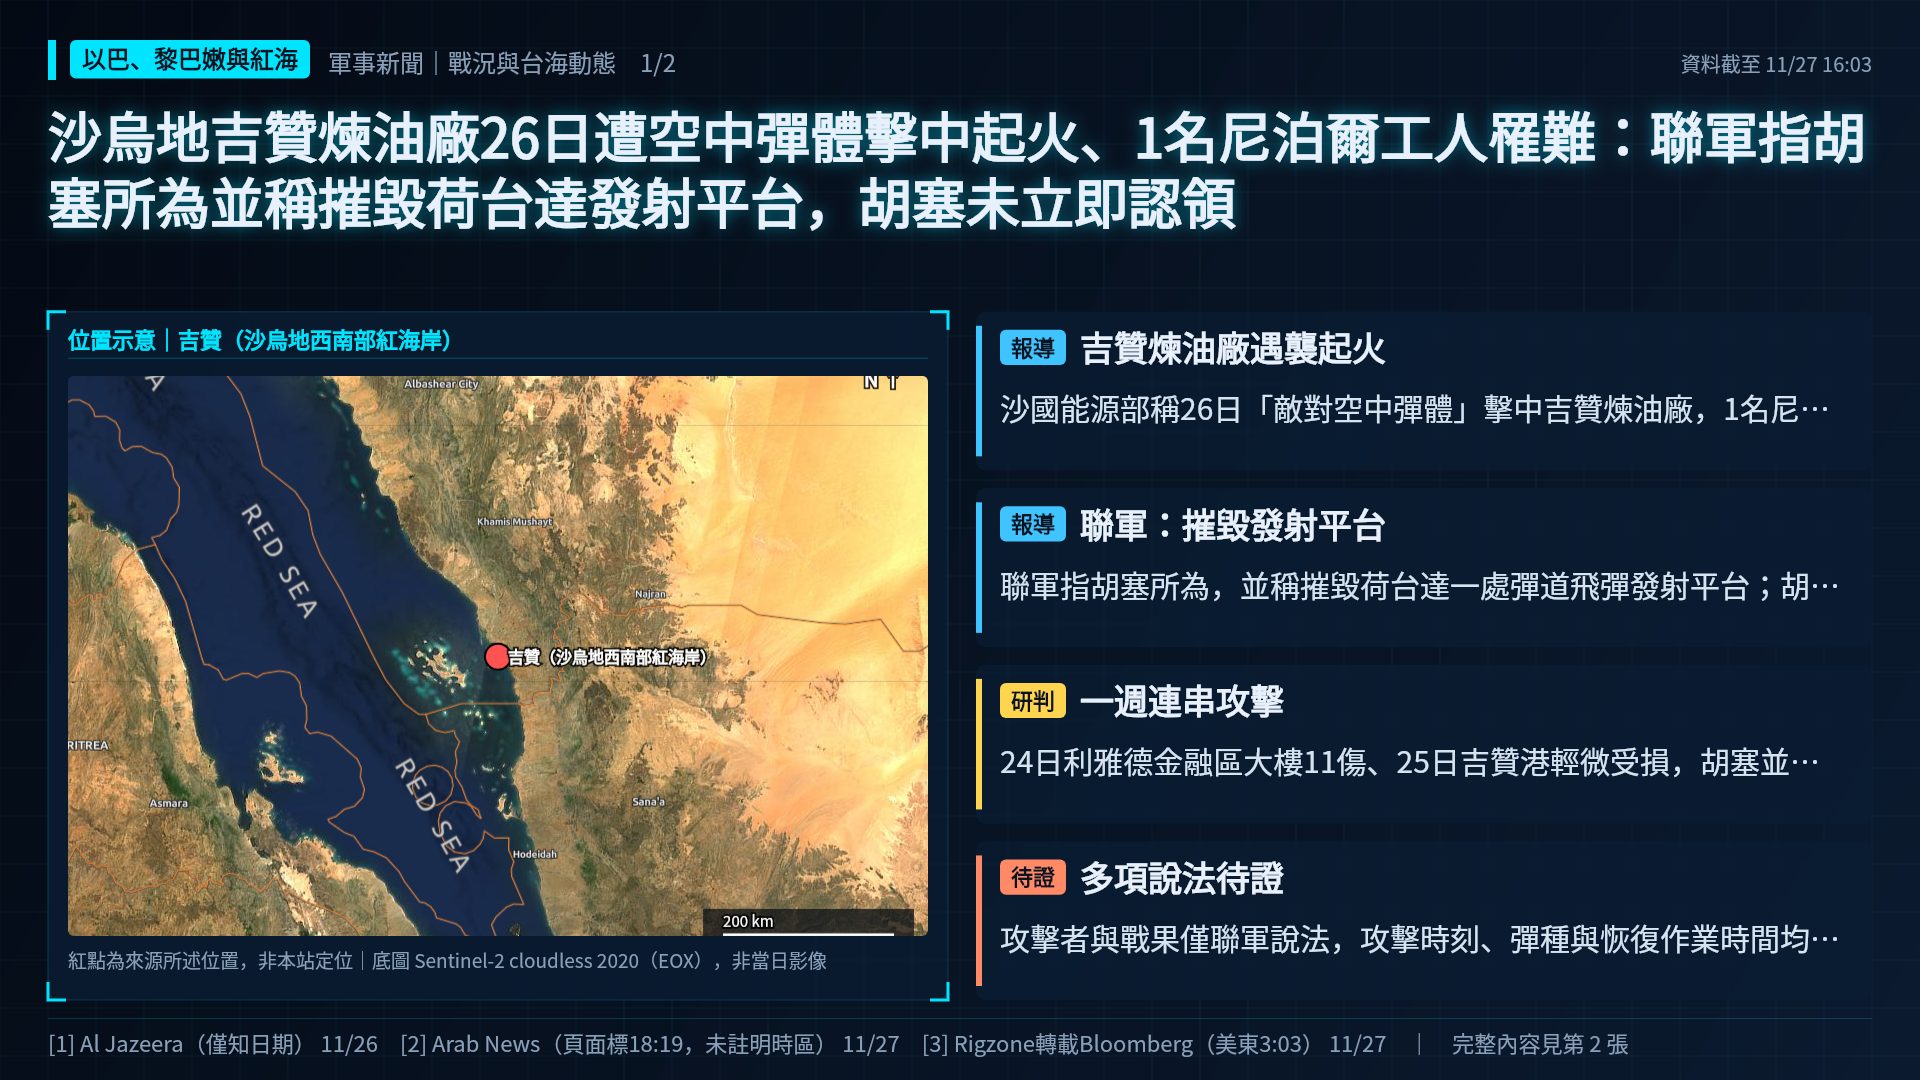 以巴、黎巴嫩與紅海
軍事新聞｜戰況與台海動態 1/2
資料截至 11/27 16:03
沙烏地吉贊煉油廠26日遭空中彈體擊中起火、1名尼泊爾工人罹難：聯軍指胡
塞所為並稱摧毀荷台達發射平台，胡塞未立即認領
位置示意｜吉贊（沙烏地西南部紅海岸）
Albashear City
N
RED SEA
Khamis Mushayt
Najran
吉贊（沙烏地西南部紅海岸）
RITREA
RED SEA
Asmara
Sana'a
Hodeidah
200 km
紅點為來源所述位置，非本站定位｜底圖 Sentinel-2 cloudless 2020（EOX），非當日影像
報導 吉贊煉油廠遇襲起火
沙國能源部稱26日「敵對空中彈體」擊中吉贊煉油廠，1名尼…
報導 聯軍：摧毀發射平台
聯軍指胡塞所為，並稱摧毀荷台達一處彈道飛彈發射平台；胡…
研判 一週連串攻擊
24日利雅德金融區大樓11傷、25日吉贊港輕微受損，胡塞並…
待證 多項說法待證
攻擊者與戰果僅聯軍說法，攻擊時刻、彈種與恢復作業時間均…
[1] Al Jazeera（僅知日期） 11/26 [2] Arab News（頁面標18:19，未註明時區） 11/27 [3] Rigzone轉載Bloomberg（美東3:03） 11/27 ｜ 完整內容見第 2 張